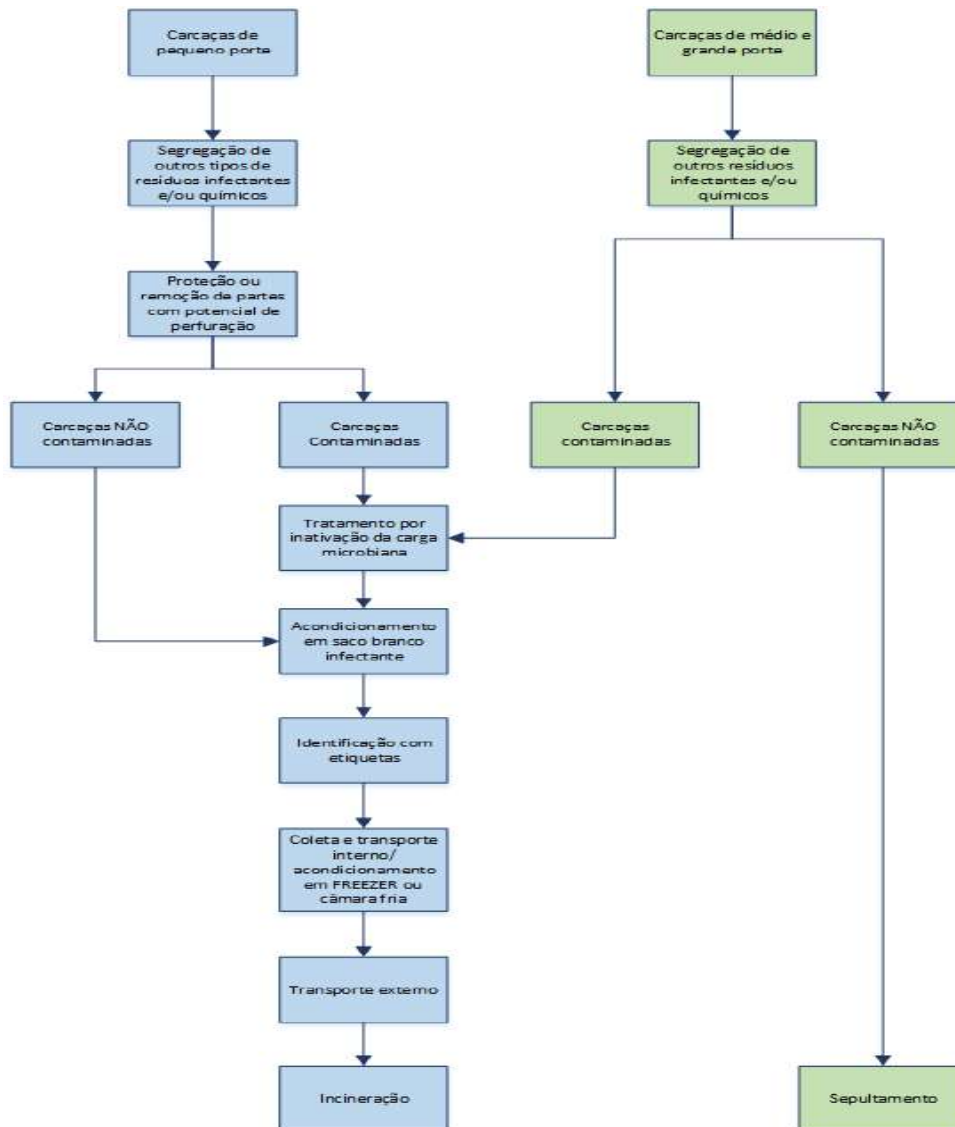 Carcaças de
pequeno porte
Carcaças de médio e
grande porte
Segregação de
outros tipos de
resíduos infectantes
e/ou químicos
Segregação de
outros resíduos
infectantes e/ou
químicos
Proteção ou
remoção de partes
com potencial de
perfuração
Carcaças NÃO
contaminadas
Carcaças
Contaminadas
Carcaças
contaminadas
Carcaças NÃO
contaminadas
Tratamento por
inativação da carga
microbiana
Acondicionamento
em saco branco
infectante
Identificação com
etiquetas
Coleta e transporte
interno/
acondicionamento
em FREEZER ou
câmara fria
Transporte externo
Incineração
Sepultamento